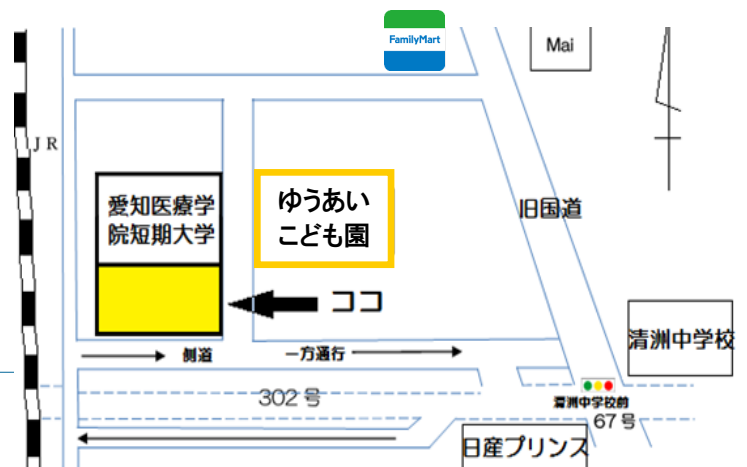 FamilyMart
Mai
JR
愛知医療学
院短期大学
ゆうあい
こども園
旧国道
ココ
清洲中学校
側道
一方通行
302号
清洲中学校前
67号
日産プリンス